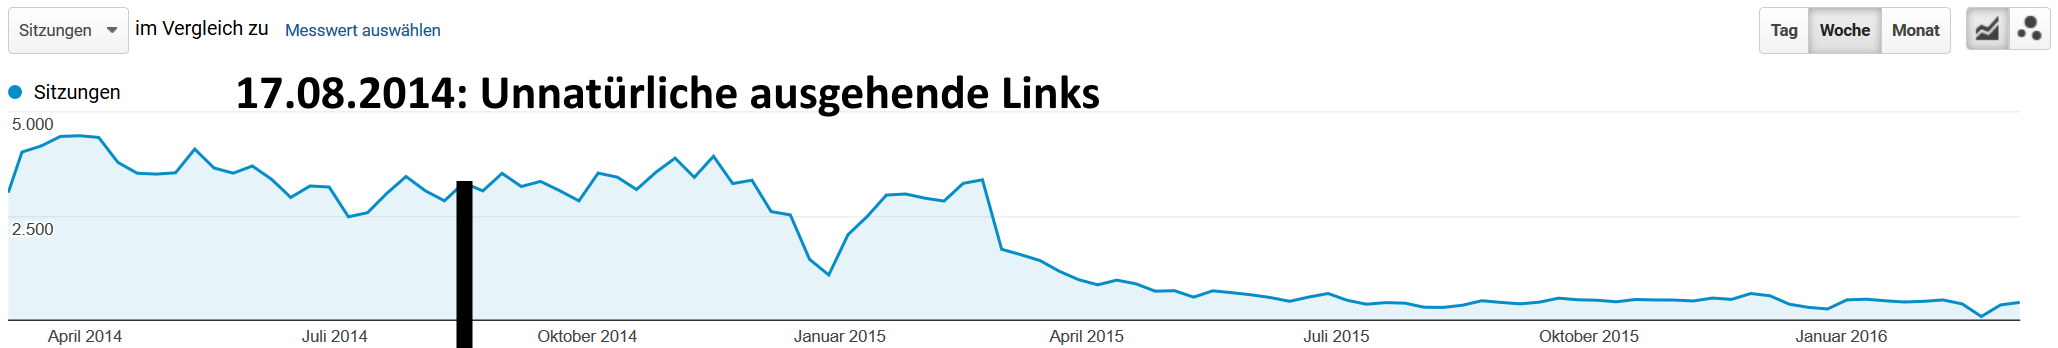 Sitzungen im Vergleich zu Messwert auswählen Tag Woche Monat
Sitzungen 17.08.2014: Unnatürliche ausgehende Links
5.000
2.500
April 2014 Juli 2014 Oktober 2014 Januar 2015 April 2015 Juli 2015 Oktober 2015 Januar 2016